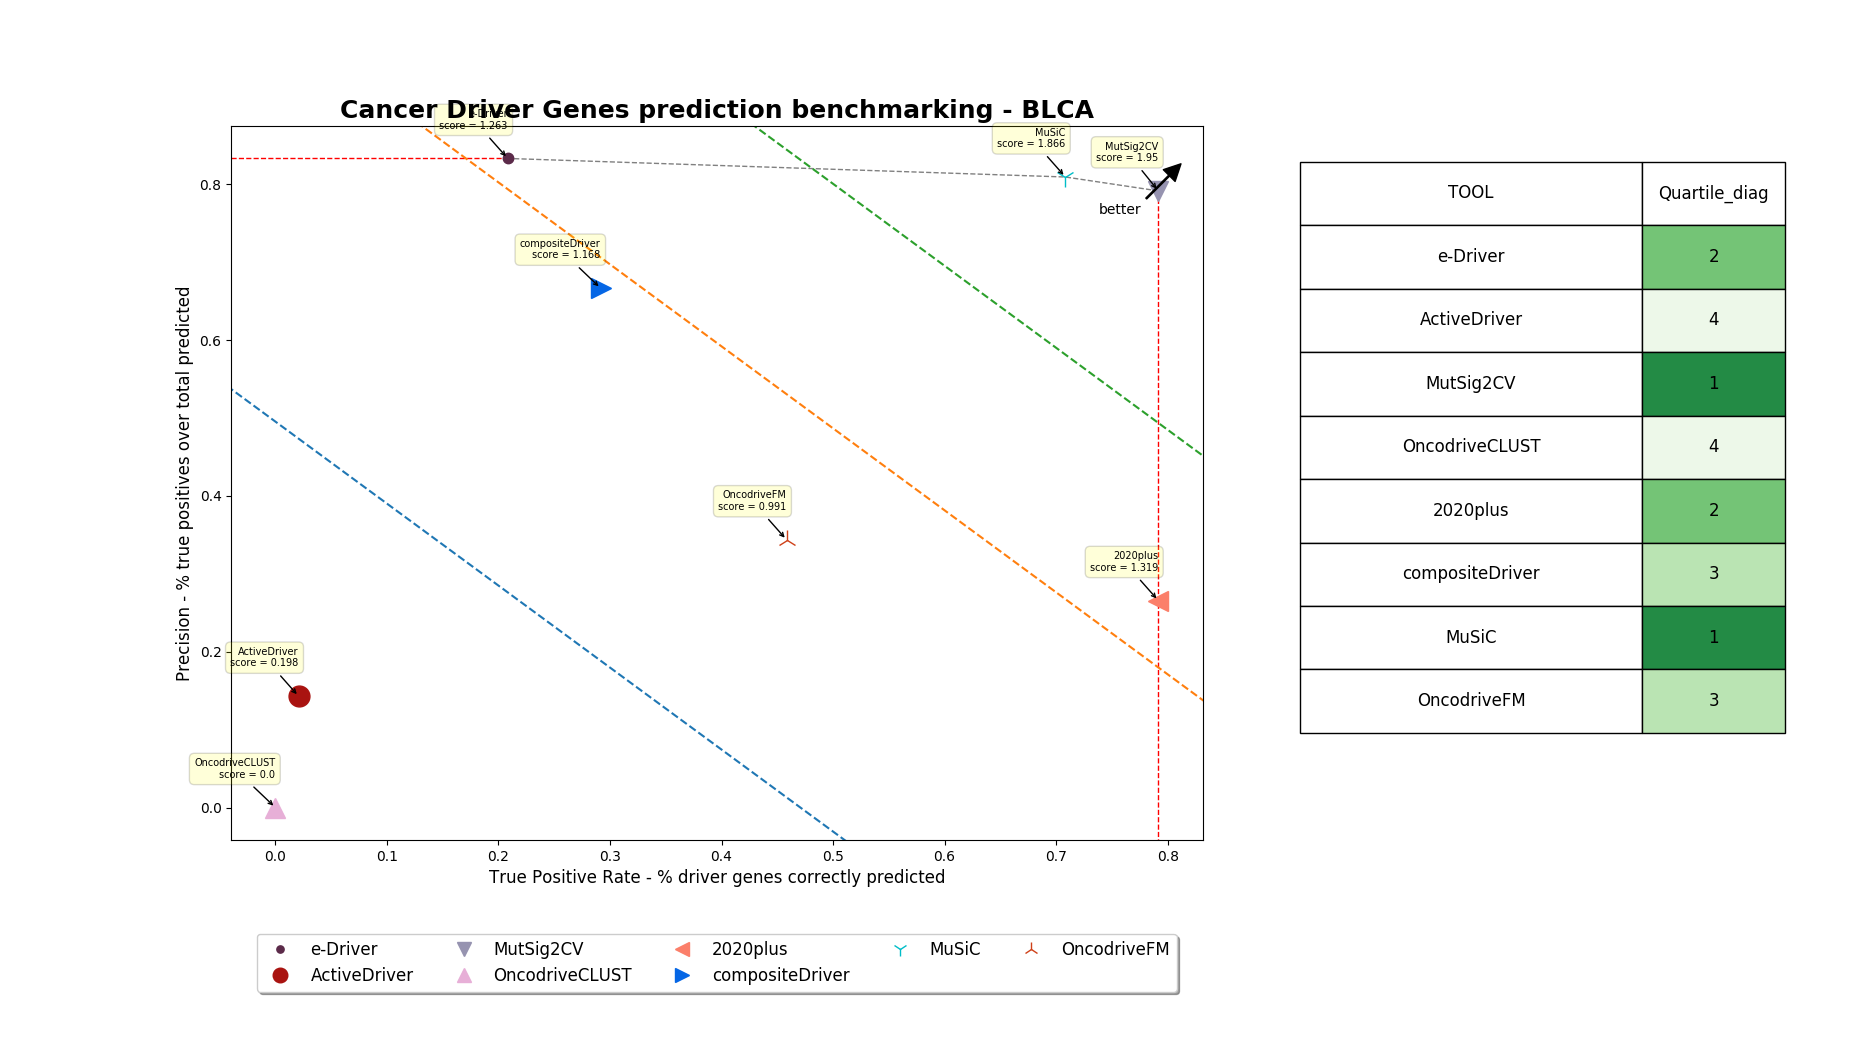 Cancer Driver Genes prediction benchmarking - BLCA
e-Driver
score = 1.263
MuSiC
score = 1.866
MutSig2CV
score = 1.95
better
compositeDriver
score = 1.168
OncodriveFM
score = 0.991
2020plus
score = 1.319
ActiveDriver
score = 0.198
OncodriveCLUST
score = 0.0
Precision - % true positives over total predicted
0.8
0.6
0.4
0.2
0.0
0.0 0.1 0.2 0.3 0.4 0.5 0.6 0.7 0.8
True Positive Rate - % driver genes correctly predicted
e-Driver MutSig2CV 2020plus MuSiC OncodriveFM
ActiveDriver OncodriveCLUST compositeDriver
TOOL Quartile_diag
e-Driver 2
ActiveDriver 4
MutSig2CV 1
OncodriveCLUST 4
2020plus 2
compositeDriver 3
MuSiC 1
OncodriveFM 3